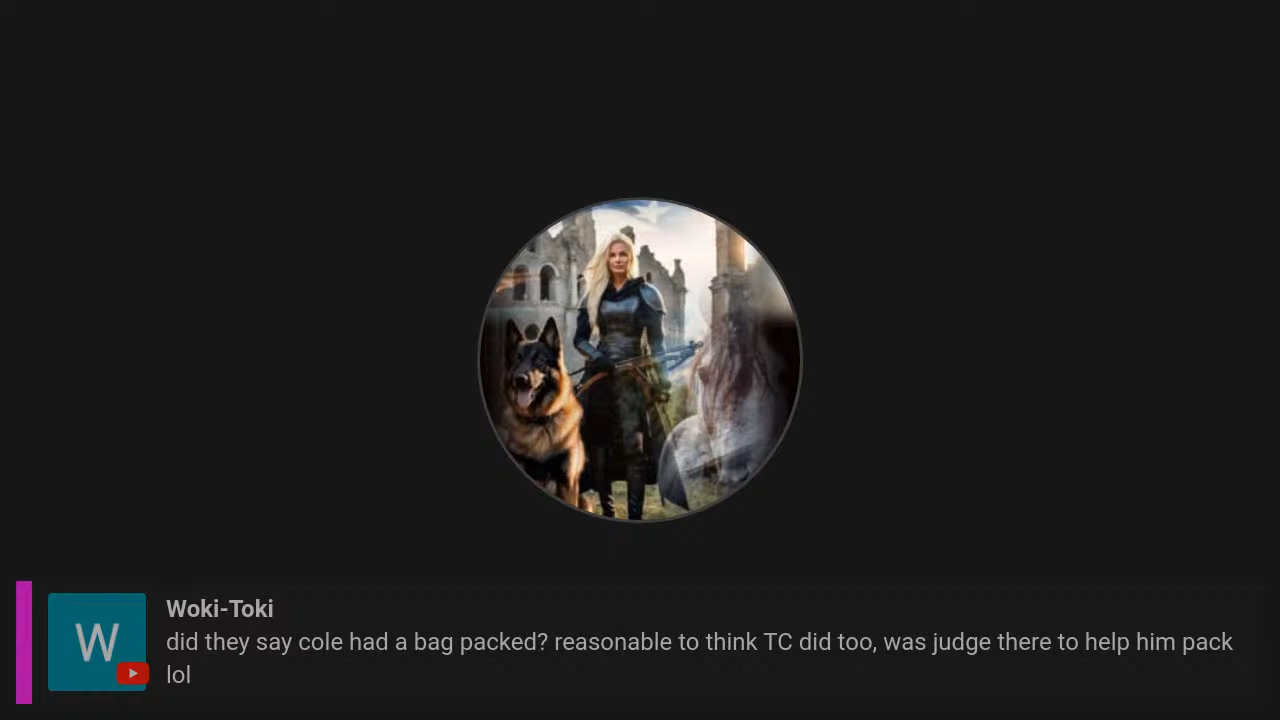 Woki-Toki
W
did they say cole had a bag packed? reasonable to think TC did too, was judge there to help him pack
lol